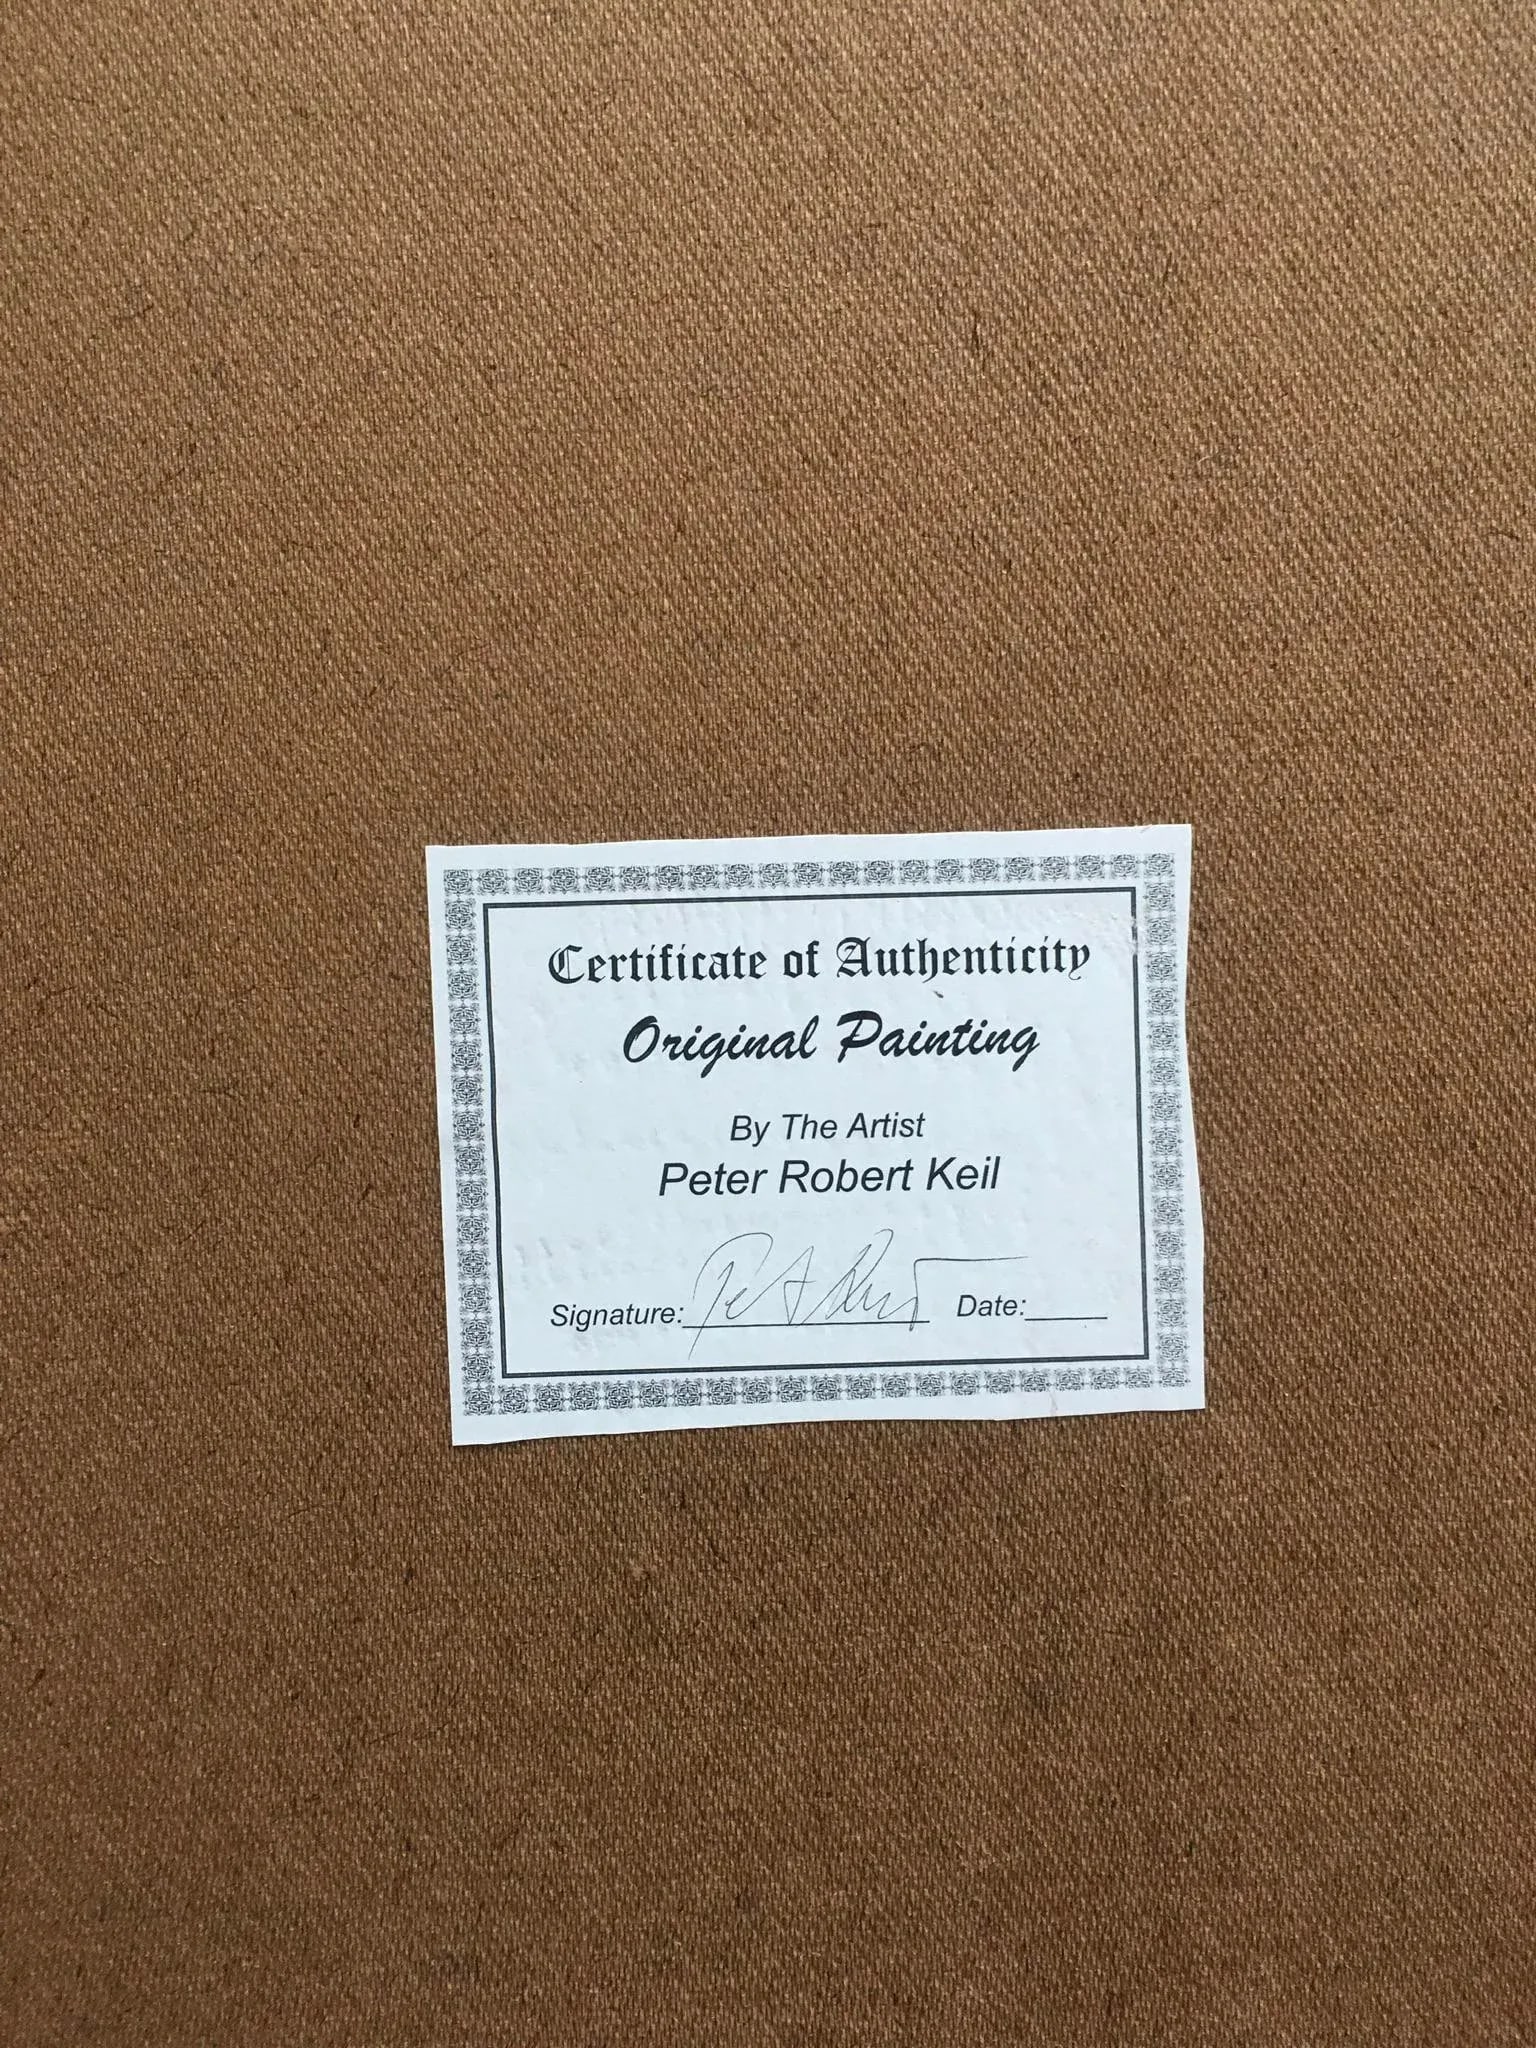 Certificate of Authenticity
Original Painting
By The Artist
Peter Robert Keil
Signature: Date: